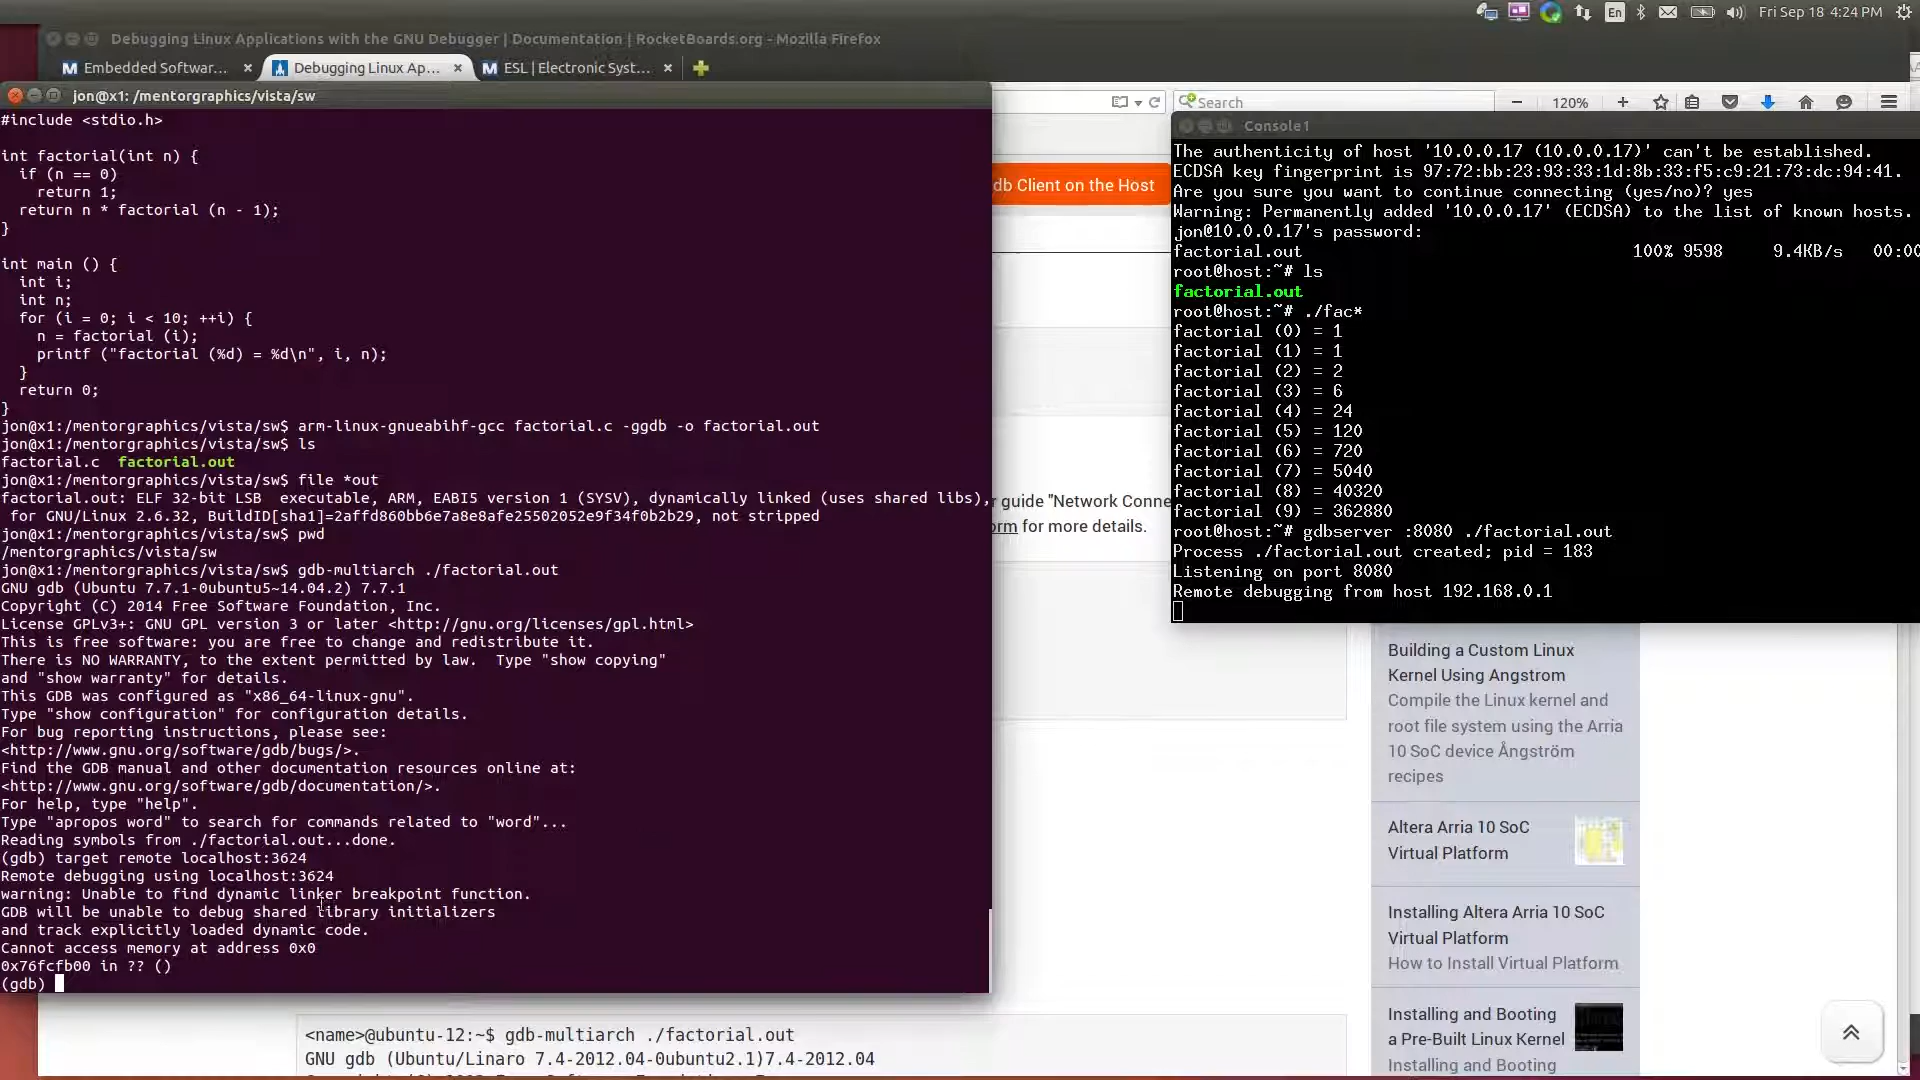 En
Fri Sep 18 4:24 PM
Debugging Linux Applications with the GNU Debugger | Documentation | RocketBoards.org - Mozilla Firefox
Embedded Softwar...
Debugging Linux Ap...
ESL | Electronic Syst...
jon@x1: /mentorgraphics/vista/sw
#include <stdio.h>
int factorial(int n) {
if (n == 0)
return 1;
return n * factorial (n - 1);
}
int main () {
int i;
int n;
for (i = 0; i < 10; ++i) {
n = factorial (i);
printf ("factorial (%d) = %d\n", i, n);
}
return 0;
}
jon@x1:/mentorgraphics/vista/sw$ arm-linux-gnueabihf-gcc factorial.c -ggdb -o factorial.out
jon@x1:/mentorgraphics/vista/sw$ ls
factorial.c  factorial.out
jon@x1:/mentorgraphics/vista/sw$ file *out
factorial.out: ELF 32-bit LSB  executable, ARM, EABI5 version 1 (SYSV), dynamically linked (uses shared libs),
for GNU/Linux 2.6.32, BuildID[sha1]=2affd860bb6e7a8e8afe25502052e9f34f0b2b29, not stripped
jon@x1:/mentorgraphics/vista/sw$ pwd
/mentorgraphics/vista/sw
jon@x1:/mentorgraphics/vista/sw$ gdb-multiarch ./factorial.out
GNU gdb (Ubuntu 7.7.1-0ubuntu5~14.04.2) 7.7.1
Copyright (C) 2014 Free Software Foundation, Inc.
License GPLv3+: GNU GPL version 3 or later <http://gnu.org/licenses/gpl.html>
This is free software: you are free to change and redistribute it.
There is NO WARRANTY, to the extent permitted by law.  Type "show copying"
and "show warranty" for details.
This GDB was configured as "x86_64-linux-gnu".
Type "show configuration" for configuration details.
For bug reporting instructions, please see:
<http://www.gnu.org/software/gdb/bugs/>.
Find the GDB manual and other documentation resources online at:
<http://www.gnu.org/software/gdb/documentation/>.
For help, type "help".
Type "apropos word" to search for commands related to "word"...
Reading symbols from ./factorial.out...done.
(gdb) target remote localhost:3624
Remote debugging using localhost:3624
warning: Unable to find dynamic linker breakpoint function.
GDB will be unable to debug shared library initializers
and track explicitly loaded dynamic code.
Cannot access memory at address 0x0
0x76fcfb00 in ?? ()
(gdb)
Search
120%
db Client on the Host
Console1
The authenticity of host '10.0.0.17 (10.0.0.17)' can't be established.
ECDSA key fingerprint is 97:72:bb:23:93:33:1d:8b:33:f5:c9:21:73:dc:94:41.
Are you sure you want to continue connecting (yes/no)? yes
Warning: Permanently added '10.0.0.17' (ECDSA) to the list of known hosts.
jon@10.0.0.17's password:
factorial.out 100% 9598 9.4KB/s 00:00
root@host:~# ls
factorial.out
root@host:~# ./fac*
factorial (0) = 1
factorial (1) = 1
factorial (2) = 2
factorial (3) = 6
factorial (4) = 24
factorial (5) = 120
factorial (6) = 720
factorial (7) = 5040
factorial (8) = 40320
factorial (9) = 362880
root@host:~# gdbserver :8080 ./factorial.out
Process ./factorial.out created; pid = 183
Listening on port 8080
Remote debugging from host 192.168.0.1
guide "Network Conne
orm for more details.
Building a Custom Linux
Kernel Using Angstrom
Compile the Linux kernel and
root file system using the Arria
10 SoC device Ångström
recipes
Altera Arria 10 SoC
Virtual Platform
Installing Altera Arria 10 SoC
Virtual Platform
How to Install Virtual Platform
Installing and Booting
a Pre-Built Linux Kernel
Installing and Booting
<name>@ubuntu-12:~$ gdb-multiarch ./factorial.out
GNU gdb (Ubuntu/Linaro 7.4-2012.04-0ubuntu2.1)7.4-2012.04